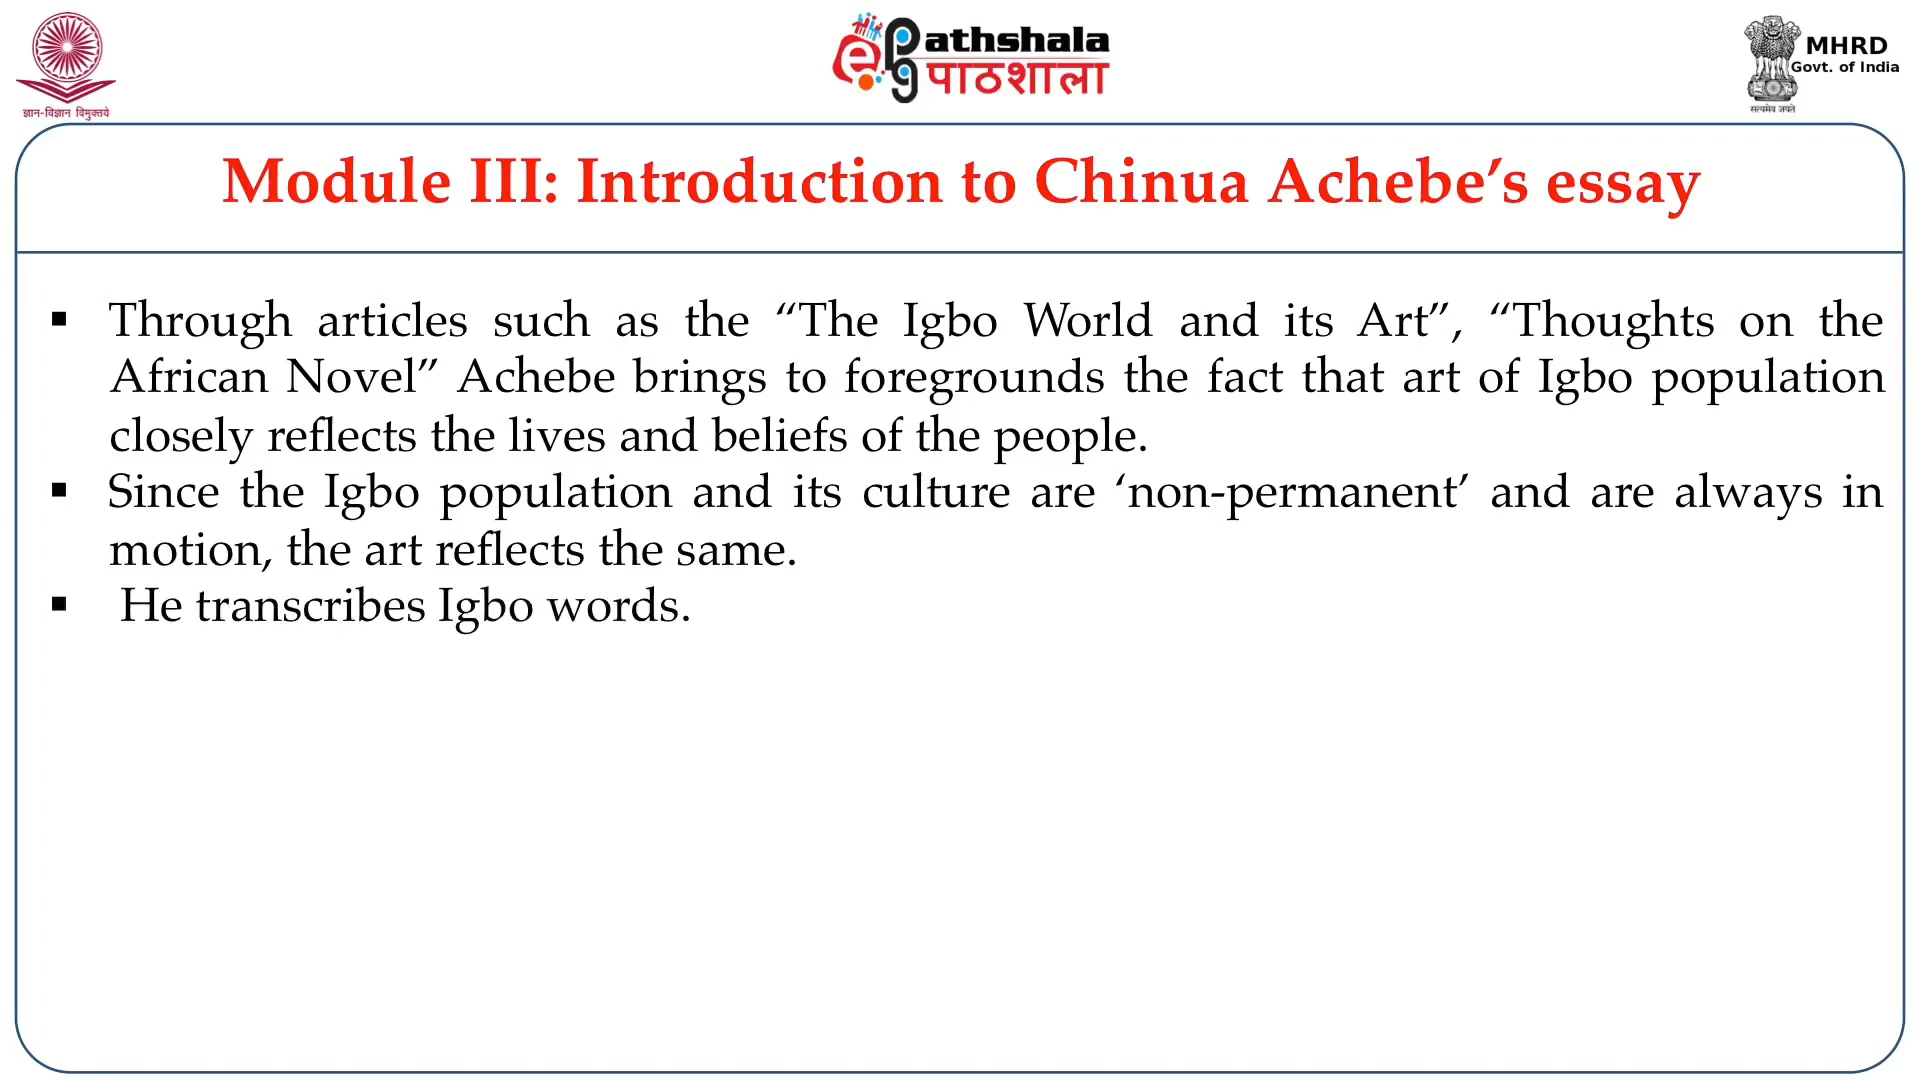 ज्ञान-विज्ञान विमुक्तये
ePathshala
पाठशाला
MHRD
Govt. of India
सत्यमेव जयते
Module III: Introduction to Chinua Achebe’s essay
▪ Through articles such as the “The Igbo World and its Art”, “Thoughts on the
African Novel” Achebe brings to foregrounds the fact that art of Igbo population
closely reflects the lives and beliefs of the people.
▪ Since the Igbo population and its culture are ‘non-permanent’ and are always in
motion, the art reflects the same.
▪ He transcribes Igbo words.